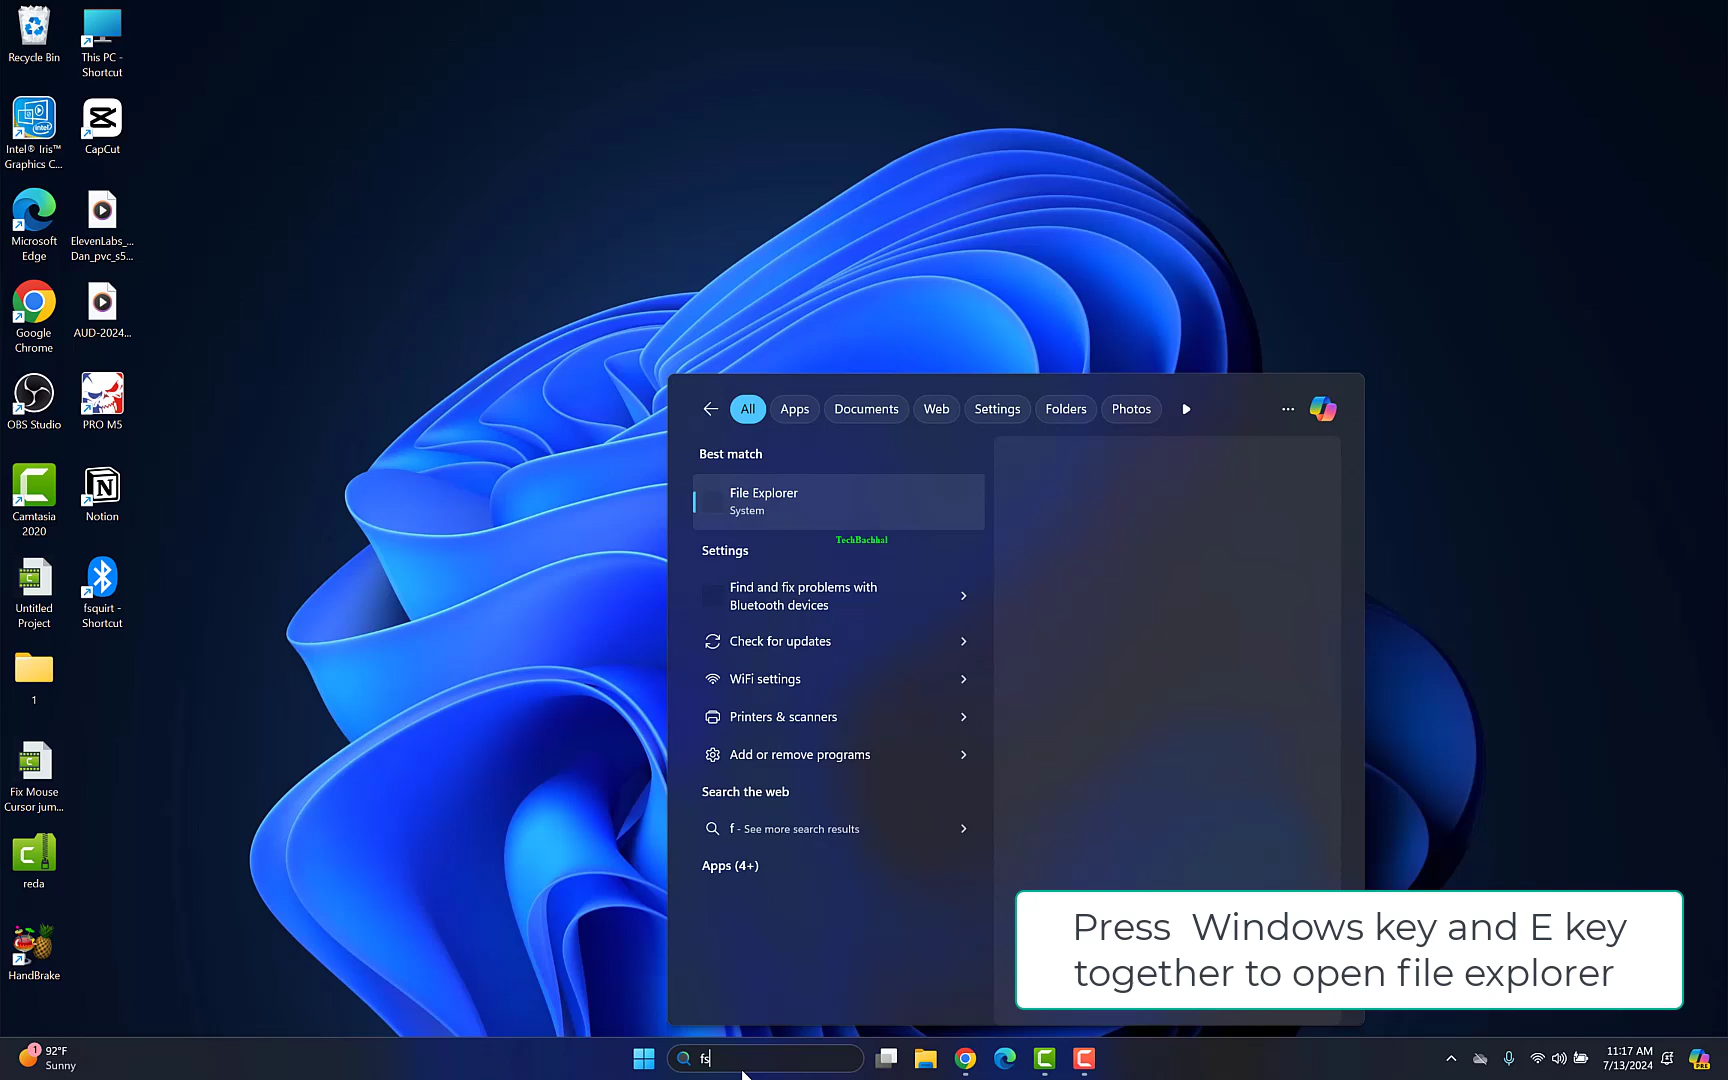 Recycle Bin
This PC -
Shortcut
Intel® Iris™
Graphics C...
CapCut
Microsoft
Edge
ElevenLabs_...
Dan_pvc_s5...
Google
Chrome
AUD-2024...
OBS Studio
PRO M5
Camtasia
2020
Notion
Untitled
Project
fsquirt -
Shortcut
1
Fix Mouse
Cursor jum...
reda
HandBrake
All
Apps
Documents
Web
Settings
Folders
Photos
Best match
File Explorer
System
TechBachhal
Settings
Find and fix problems with
Bluetooth devices
Check for updates
WiFi settings
Printers & scanners
Add or remove programs
Search the web
f - See more search results
Apps (4+)
Press Windows key and E key
together to open file explorer
1
92°F
Sunny
fs
11:17 AM
7/13/2024
PRE